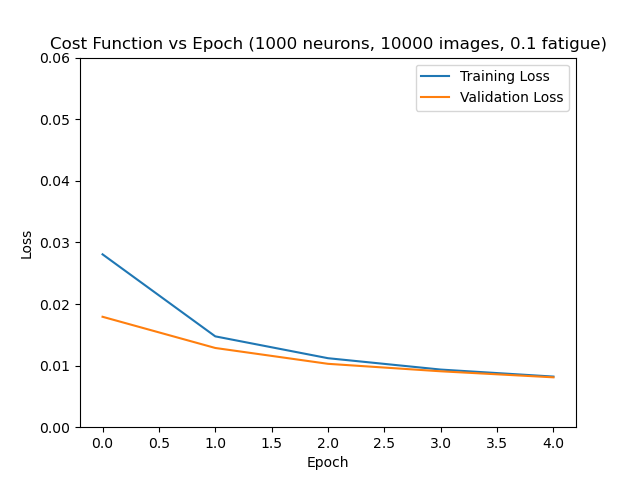 Cost Function vs Epoch (1000 neurons, 10000 images, 0.1 fatigue)
Training Loss
Validation Loss
0.06
0.05
0.04
0.03
0.02
0.01
0.00
Loss
0.0 0.5 1.0 1.5 2.0 2.5 3.0 3.5 4.0
Epoch